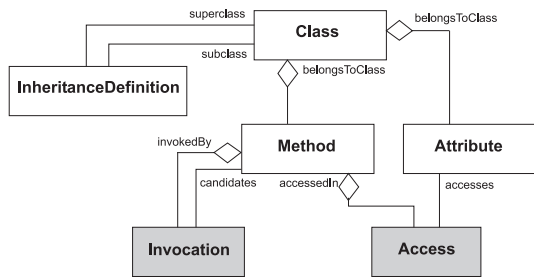 superclass
belongsToClass
Class
subclass
belongsToClass
InheritanceDefinition
invokedBy
Method
Attribute
candidates
accessedIn
accesses
Invocation
Access